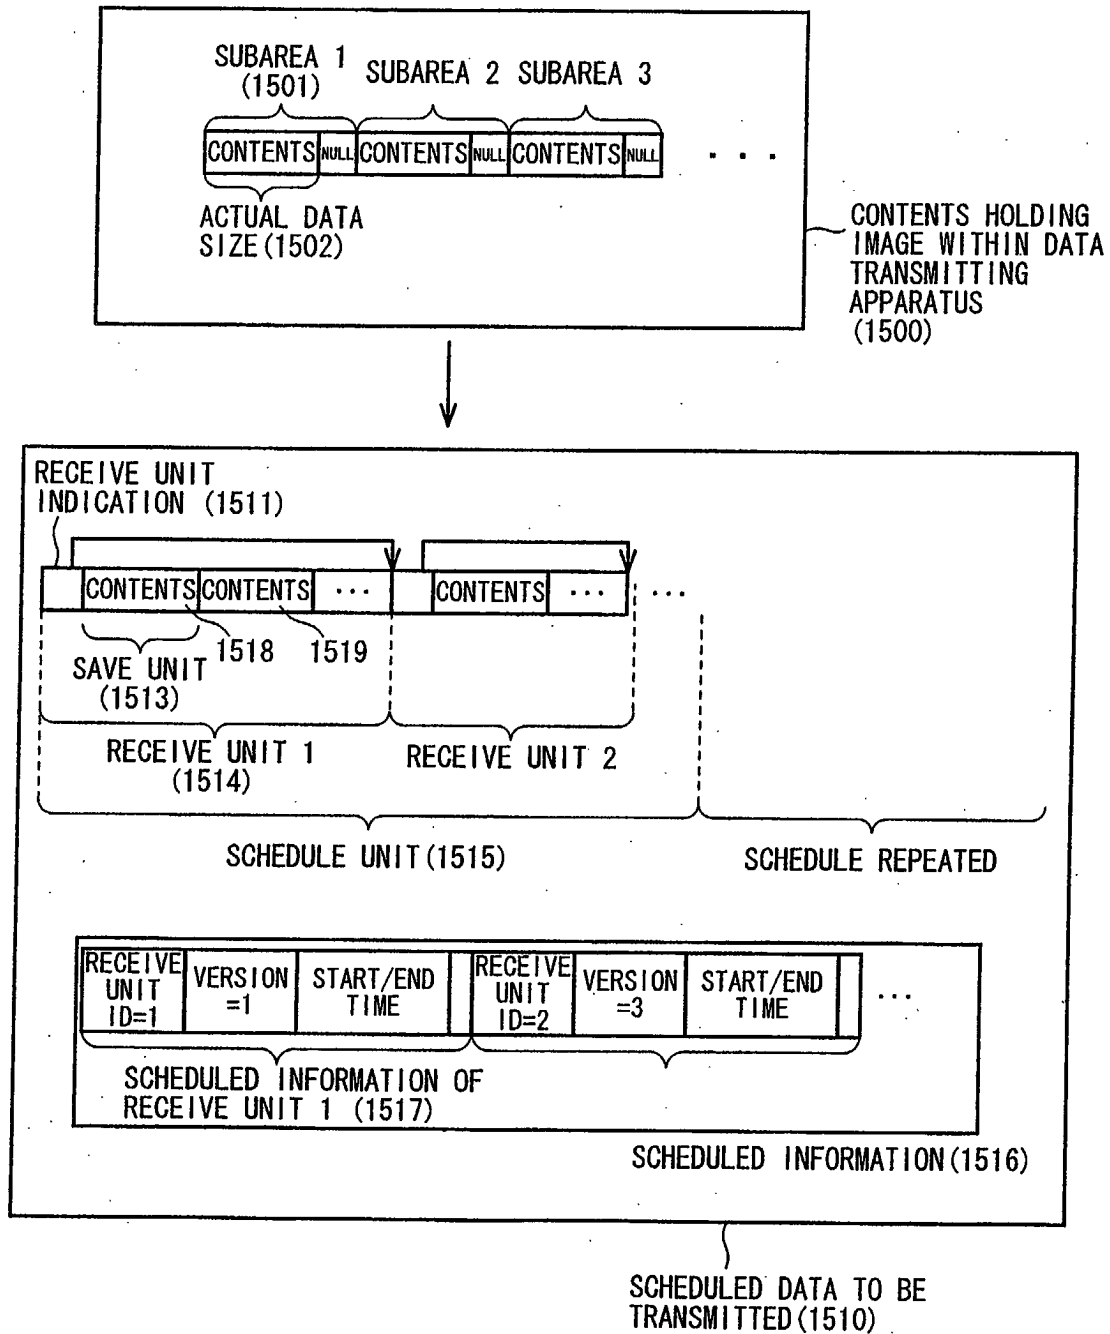 SUBAREA 1
(1501)
SUBAREA 2
SUBAREA 3
CONTENTS
NULL
CONTENTS
NULL
CONTENTS
NULL
. . .
ACTUAL DATA
SIZE(1502)
CONTENTS HOLDING
IMAGE WITHIN DATA
TRANSMITTING
APPARATUS
(1500)
RECEIVE UNIT
INDICATION (1511)
CONTENTS
CONTENTS
...
CONTENTS
...
...
1518
1519
SAVE UNIT
(1513)
RECEIVE UNIT 1
(1514)
RECEIVE UNIT 2
SCHEDULE UNIT(1515)
SCHEDULE REPEATED
RECEIVE
UNIT
ID=1
VERSION
=1
START/END
TIME
RECEIVE
UNIT
ID=2
VERSION
=3
START/END
TIME
...
SCHEDULED INFORMATION OF
RECEIVE UNIT 1 (1517)
SCHEDULED INFORMATION(1516)
SCHEDULED DATA TO BE
TRANSMITTED(1510)